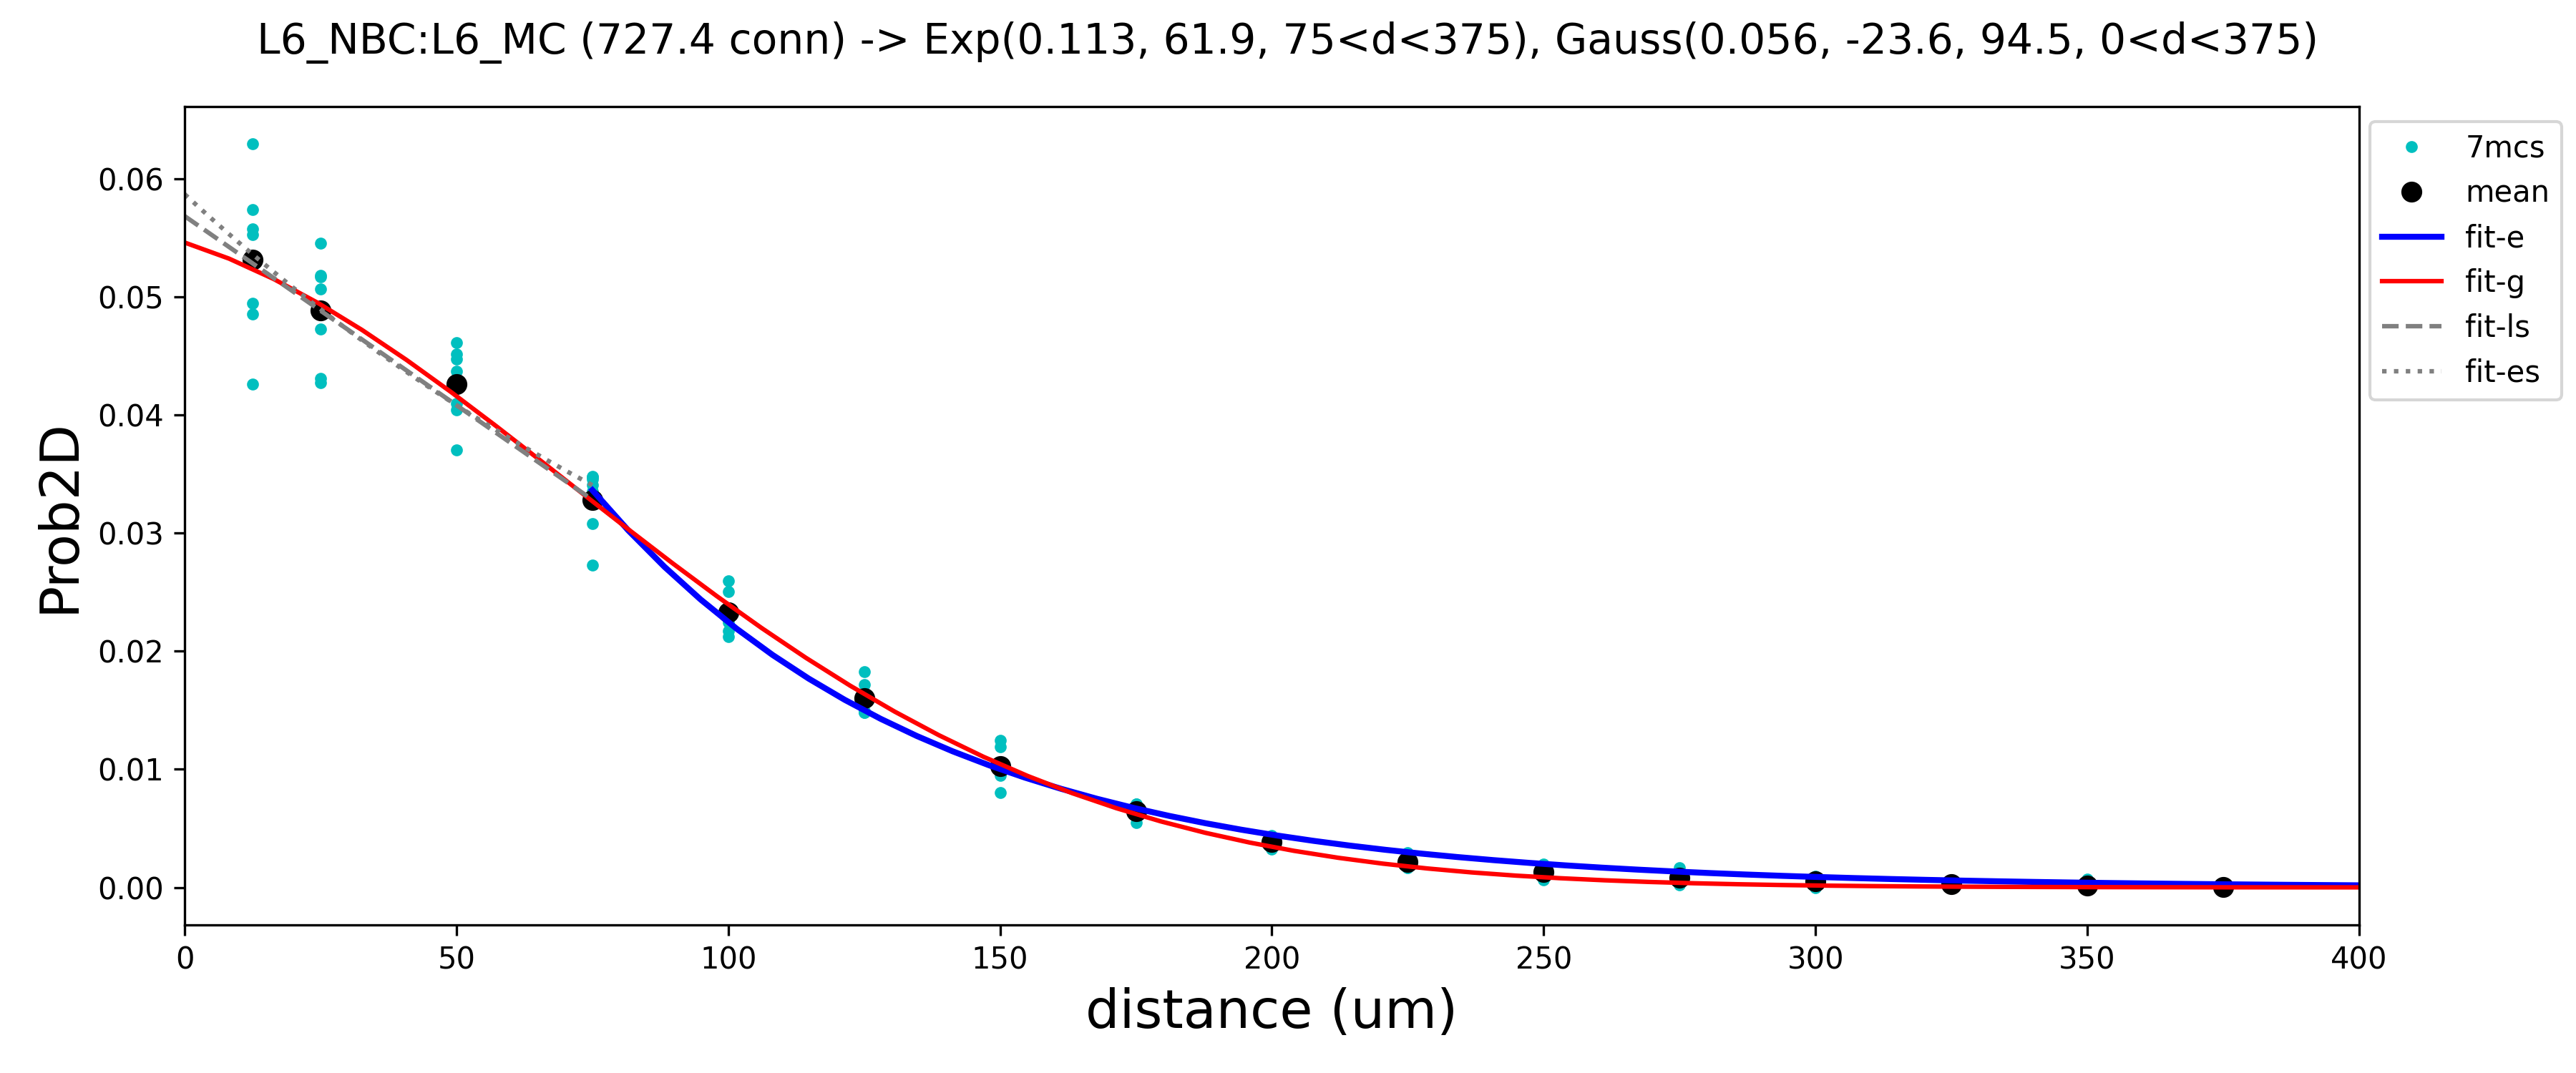 L6_NBC:L6_MC (727.4 conn) -> Exp(0.113, 61.9, 75<d<375), Gauss(0.056, -23.6, 94.5, 0<d<375)
Prob2D
0.06
0.05
0.04
0.03
0.02
0.01
0.00
0 50 100 150 200 250 300 350 400
distance (um)
7mcs
mean
fit-e
fit-g
fit-ls
fit-es